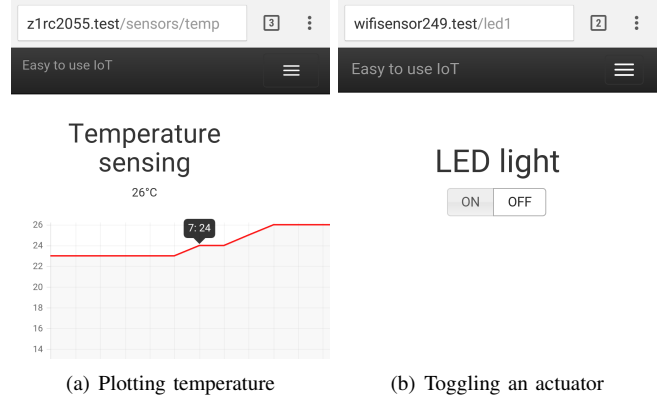 z1rc2055.test/sensors/temp
3
Easy to use IoT
Temperature
sensing
26°C
7: 24
26
24
22
20
18
16
14
(a) Plotting temperature
wifisensor249.test/led1
2
Easy to use IoT
LED light
ON OFF
(b) Toggling an actuator